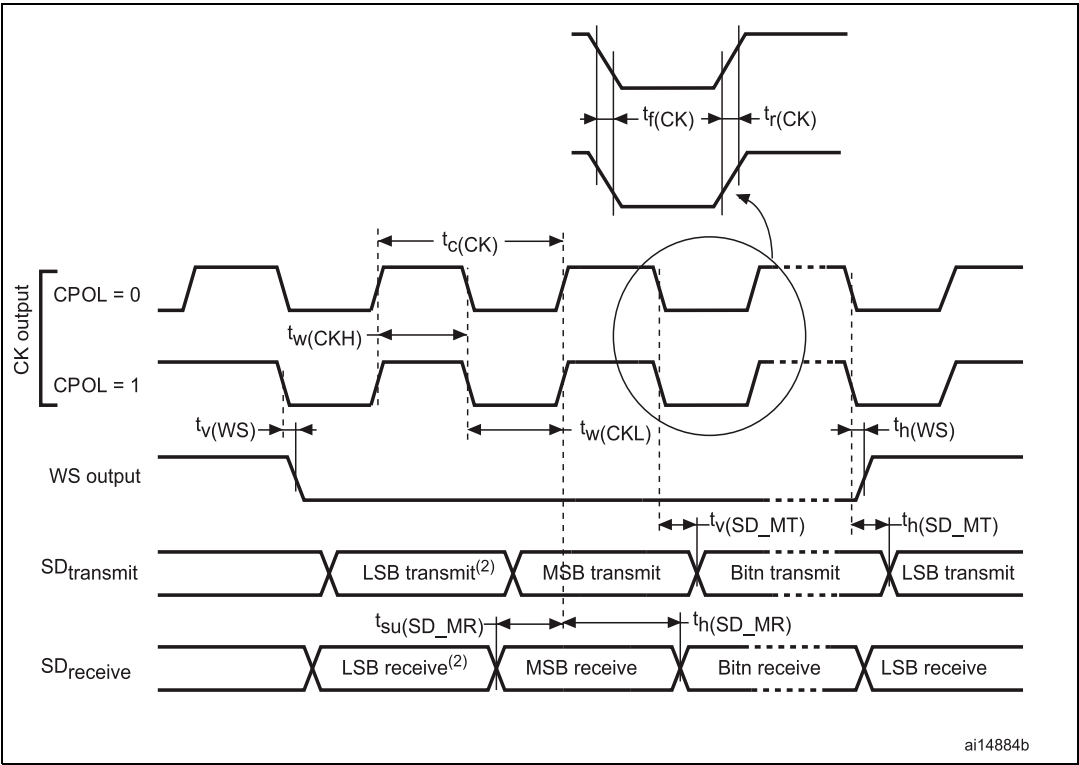 tf(CK)
tr(CK)
tc(CK)
CK output
CPOL = 0
tw(CKH)
CPOL = 1
tv(WS)
tw(CKL)
th(WS)
WS output
tv(SD_MT)
th(SD_MT)
SDtransmit
LSB transmit(2)
MSB transmit
Bitn transmit
LSB transmit
tsu(SD_MR)
th(SD_MR)
SDreceive
LSB receive(2)
MSB receive
Bitn receive
LSB receive
ai14884b